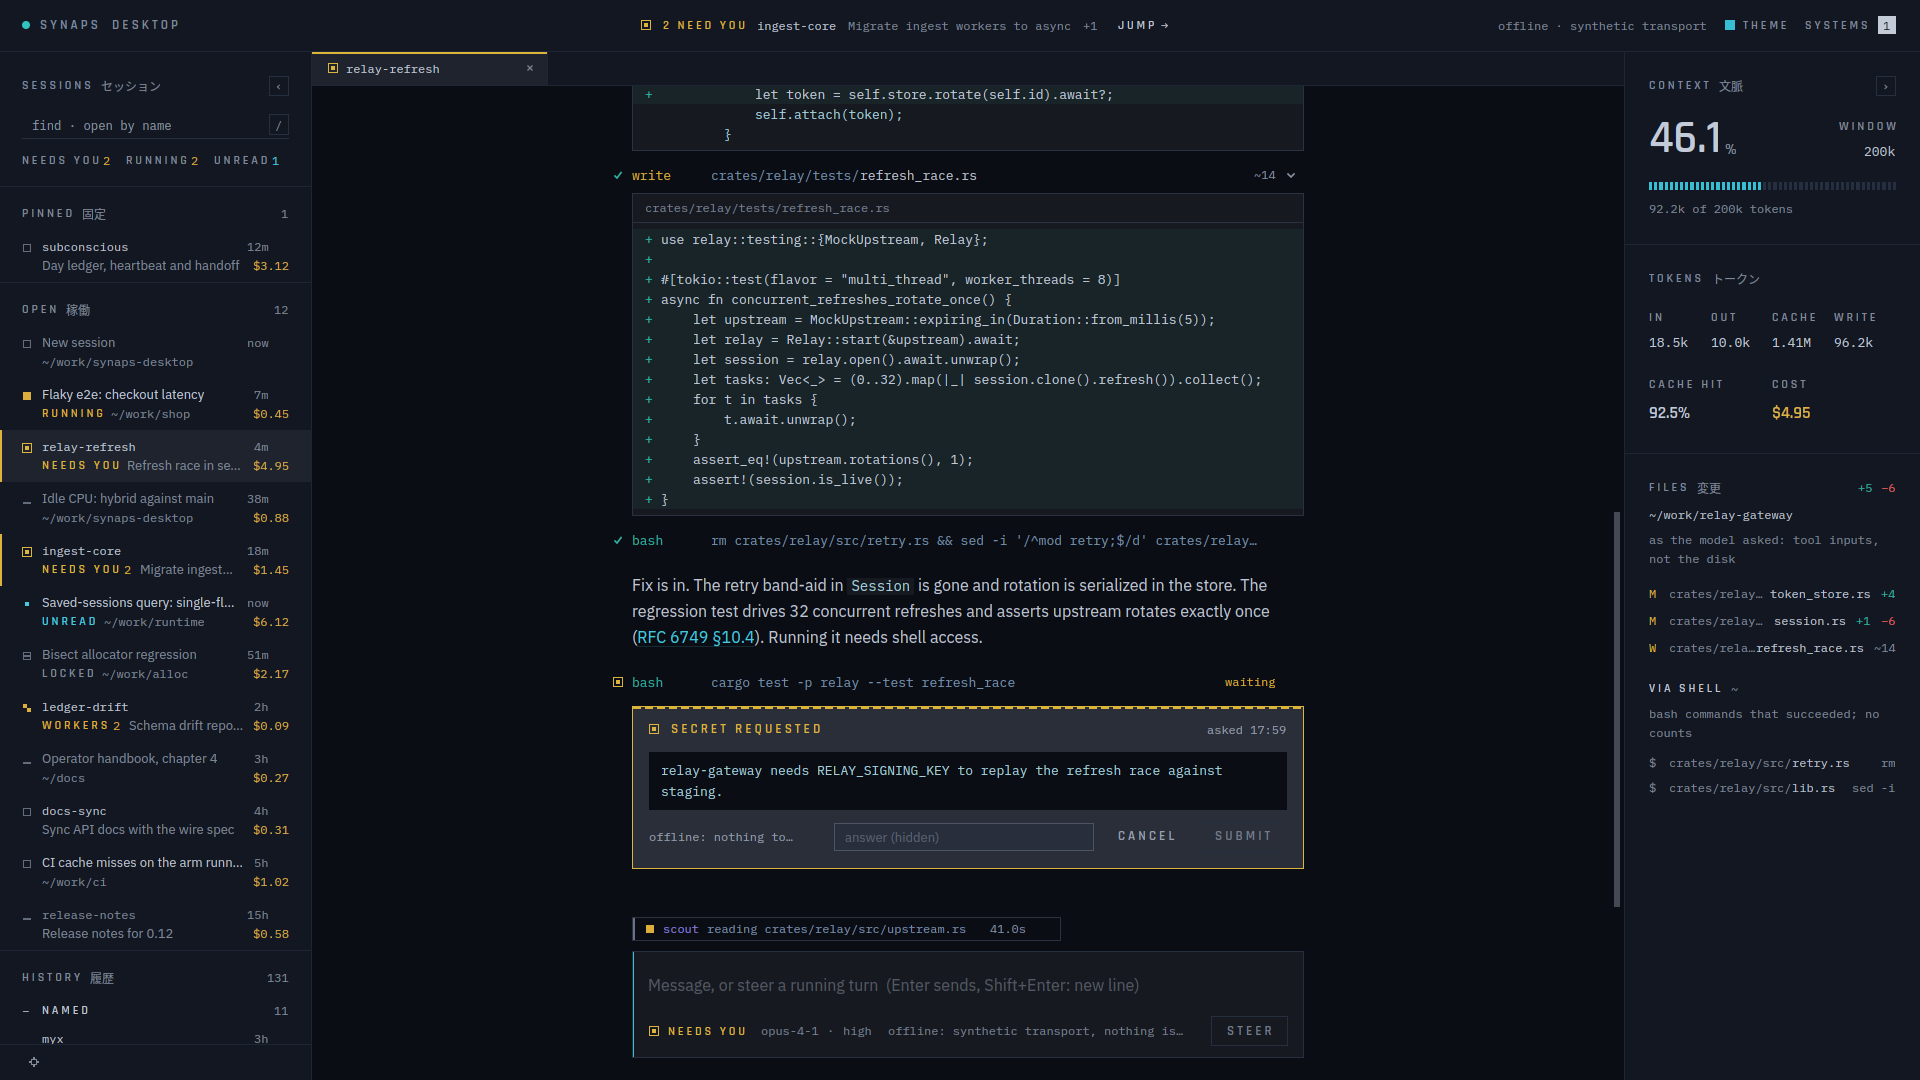 SYNAPS DESKTOP
2 NEED YOU ingest-core Migrate ingest workers to async +1 JUMP →
offline · synthetic transport THEME SYSTEMS 1
SESSIONS セッション ‹
find · open by name /
NEEDS YOU 2 RUNNING 2 UNREAD 1
PINNED 固定 1
subconscious 12m
Day ledger, heartbeat and handoff $3.12
OPEN 稼働 12
New session now
~/work/synaps-desktop
Flaky e2e: checkout latency 7m
RUNNING ~/work/shop $0.45
relay-refresh 4m
NEEDS YOU Refresh race in se… $4.95
Idle CPU: hybrid against main 38m
~/work/synaps-desktop $0.88
ingest-core 18m
NEEDS YOU 2 Migrate ingest… $1.45
Saved-sessions query: single-fl… now
UNREAD ~/work/runtime $6.12
Bisect allocator regression 51m
LOCKED ~/work/alloc $2.17
ledger-drift 2h
WORKERS 2 Schema drift repo… $0.09
Operator handbook, chapter 4 3h
~/docs $0.27
docs-sync 4h
Sync API docs with the wire spec $0.31
CI cache misses on the arm runn… 5h
~/work/ci $1.02
release-notes 15h
Release notes for 0.12 $0.58
HISTORY 履歴 131
– NAMED 11
myx 3h
relay-refresh ×
+ let token = self.store.rotate(self.id).await?;
self.attach(token);
}
✓ write crates/relay/tests/refresh_race.rs ~14
crates/relay/tests/refresh_race.rs
+ use relay::testing::{MockUpstream, Relay};
+
+ #[tokio::test(flavor = "multi_thread", worker_threads = 8)]
+ async fn concurrent_refreshes_rotate_once() {
+ let upstream = MockUpstream::expiring_in(Duration::from_millis(5));
+ let relay = Relay::start(&upstream).await;
+ let session = relay.open().await.unwrap();
+ let tasks: Vec<_> = (0..32).map(|_| session.clone().refresh()).collect();
+ for t in tasks {
+ t.await.unwrap();
+ }
+ assert_eq!(upstream.rotations(), 1);
+ assert!(session.is_live());
+ }
✓ bash rm crates/relay/src/retry.rs && sed -i '/^mod retry;$/d' crates/relay…
Fix is in. The retry band-aid in Session is gone and rotation is serialized in the store. The
regression test drives 32 concurrent refreshes and asserts upstream rotates exactly once
(RFC 6749 §10.4). Running it needs shell access.
bash cargo test -p relay --test refresh_race waiting
SECRET REQUESTED asked 17:59
relay-gateway needs RELAY_SIGNING_KEY to replay the refresh race against
staging.
offline: nothing to… answer (hidden) CANCEL SUBMIT
scout reading crates/relay/src/upstream.rs 41.0s
Message, or steer a running turn (Enter sends, Shift+Enter: new line)
NEEDS YOU opus-4-1 · high offline: synthetic transport, nothing is… STEER
CONTEXT 文脈 ›
46.1% WINDOW
200k
92.2k of 200k tokens
TOKENS トークン
IN OUT CACHE WRITE
18.5k 10.0k 1.41M 96.2k
CACHE HIT COST
92.5% $4.95
FILES 変更 +5 −6
~/work/relay-gateway
as the model asked: tool inputs,
not the disk
M crates/relay… token_store.rs +4
M crates/relay… session.rs +1 −6
W crates/rela…refresh_race.rs ~14
VIA SHELL ~
bash commands that succeeded; no
counts
$ crates/relay/src/retry.rs rm
$ crates/relay/src/lib.rs sed -i